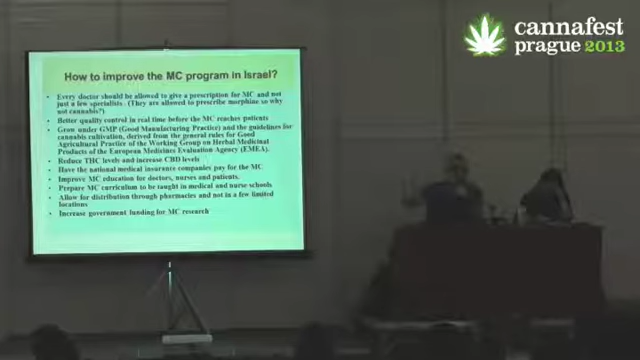 cannafest
prague 2013
How to improve the MC program in Israel?
• Every doctor should be allowed to give a prescription for MC and not
just a few specialists . (They are allowed to prescribe morphine so why
not cannabis?)
• Better quality control in real time before the MC reaches patients
• Grow under GMP (Good Manufacturing Practice) and the guidelines for
cannabis cultivation, derived from the general rules for Good
Agricultural Practice of the Working Group on Herbal Medicinal
Products of the European Medicines Evaluation Agency (EMEA).
• Reduce THC levels and increase CBD levels
• Have the national medical insurance companies pay for the MC
• Improve MC education for doctors, nurses and patients.
• Prepare MC curriculum to be taught in medical and nurse schools
• Allow for distribution through pharmacies and not in a few limited
locations
• Increase government funding for MC research